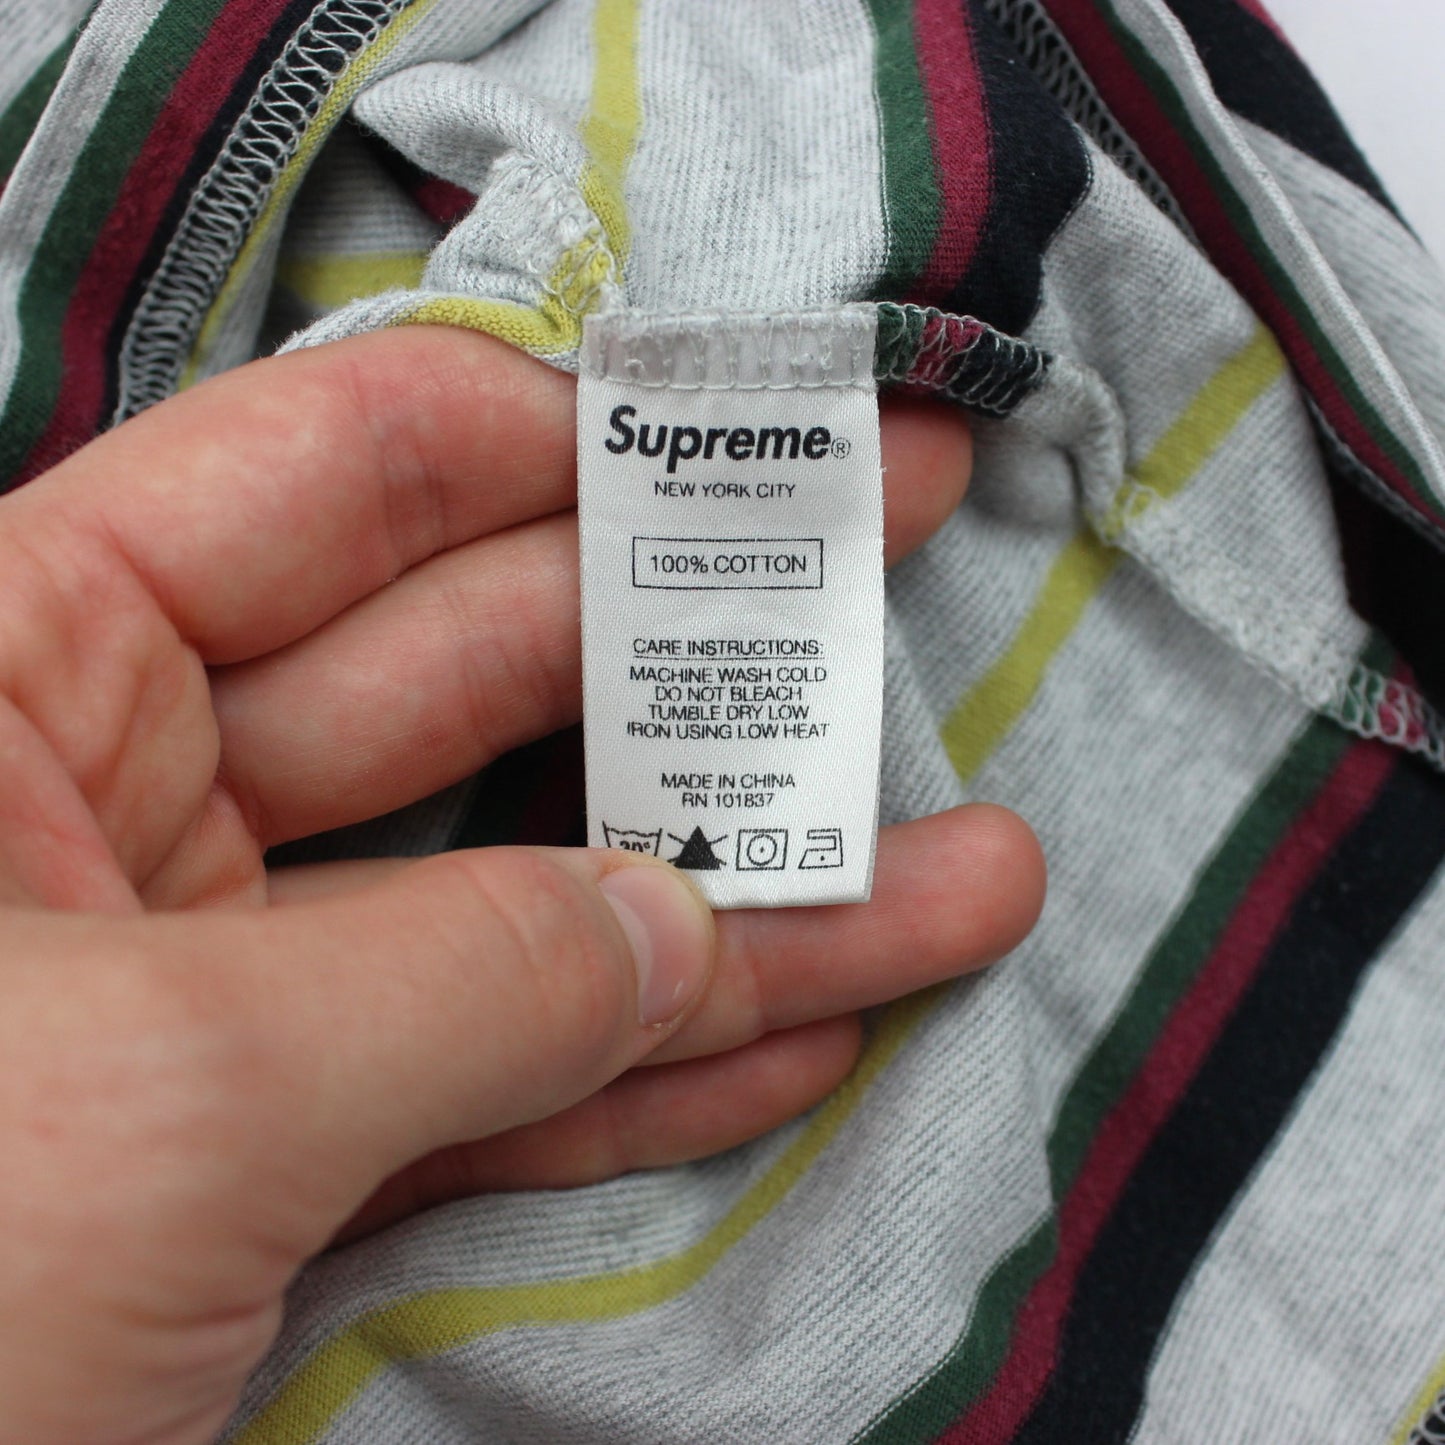 Supreme®
NEW YORK CITY
100% COTTON
CARE INSTRUCTIONS:
MACHINE WASH COLD
DO NOT BLEACH
TUMBLE DRY LOW
IRON USING LOW HEAT
MADE IN CHINA
RN 101837
30°